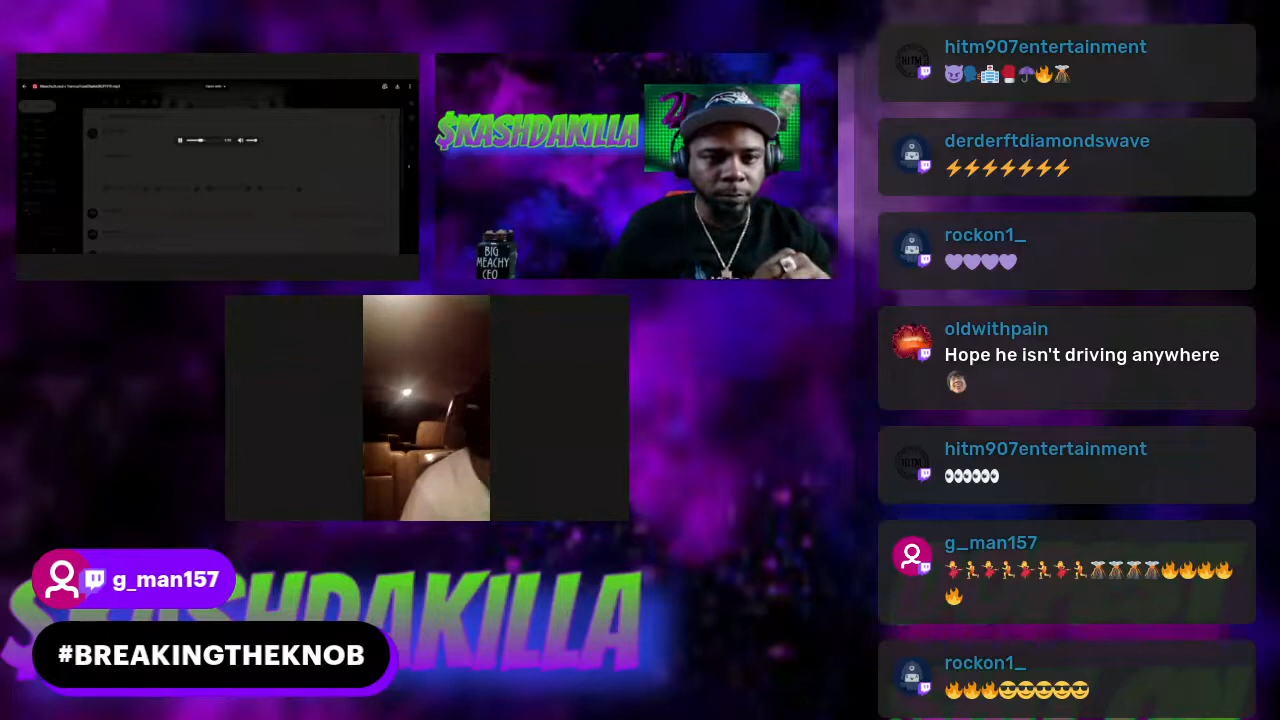 $KASHDAKILLA
BIG
MEACHY
CEO
$KASHDAKILLA
g_man157
#BREAKINGTHEKNOB
hitm907entertainment
😈🗣️🏥🥊☂️🔥🌋
derderftdiamondswave
⚡⚡⚡⚡⚡⚡⚡
rockon1_
💜💜💜💜
oldwithpain
Hope he isn't driving anywhere
HITM
hitm907entertainment
👀👀👀👀👀
g_man157
💃🏃💃🏃💃🏃💃🏃🌋🌋🌋🌋🔥🔥🔥🔥
🔥
rockon1_
🔥🔥🔥😎😎😎😎😎